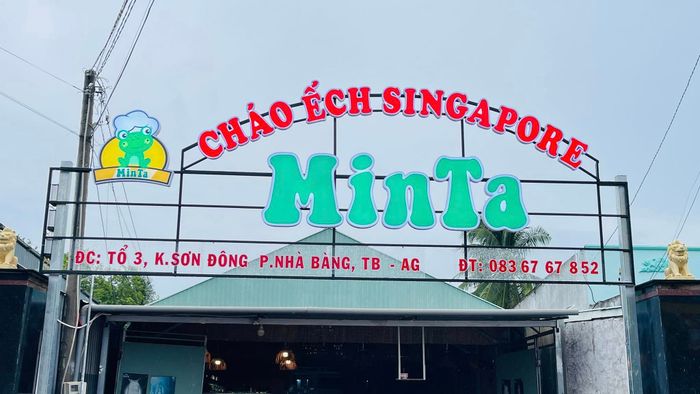 CHÁO ẾCH SINGAPORE
MinTa
MinTa
ĐC: TỔ 3, K.SƠN ĐÔNG P.NHÀ BÀNG, TB - AG ĐT: 083 67 67 852